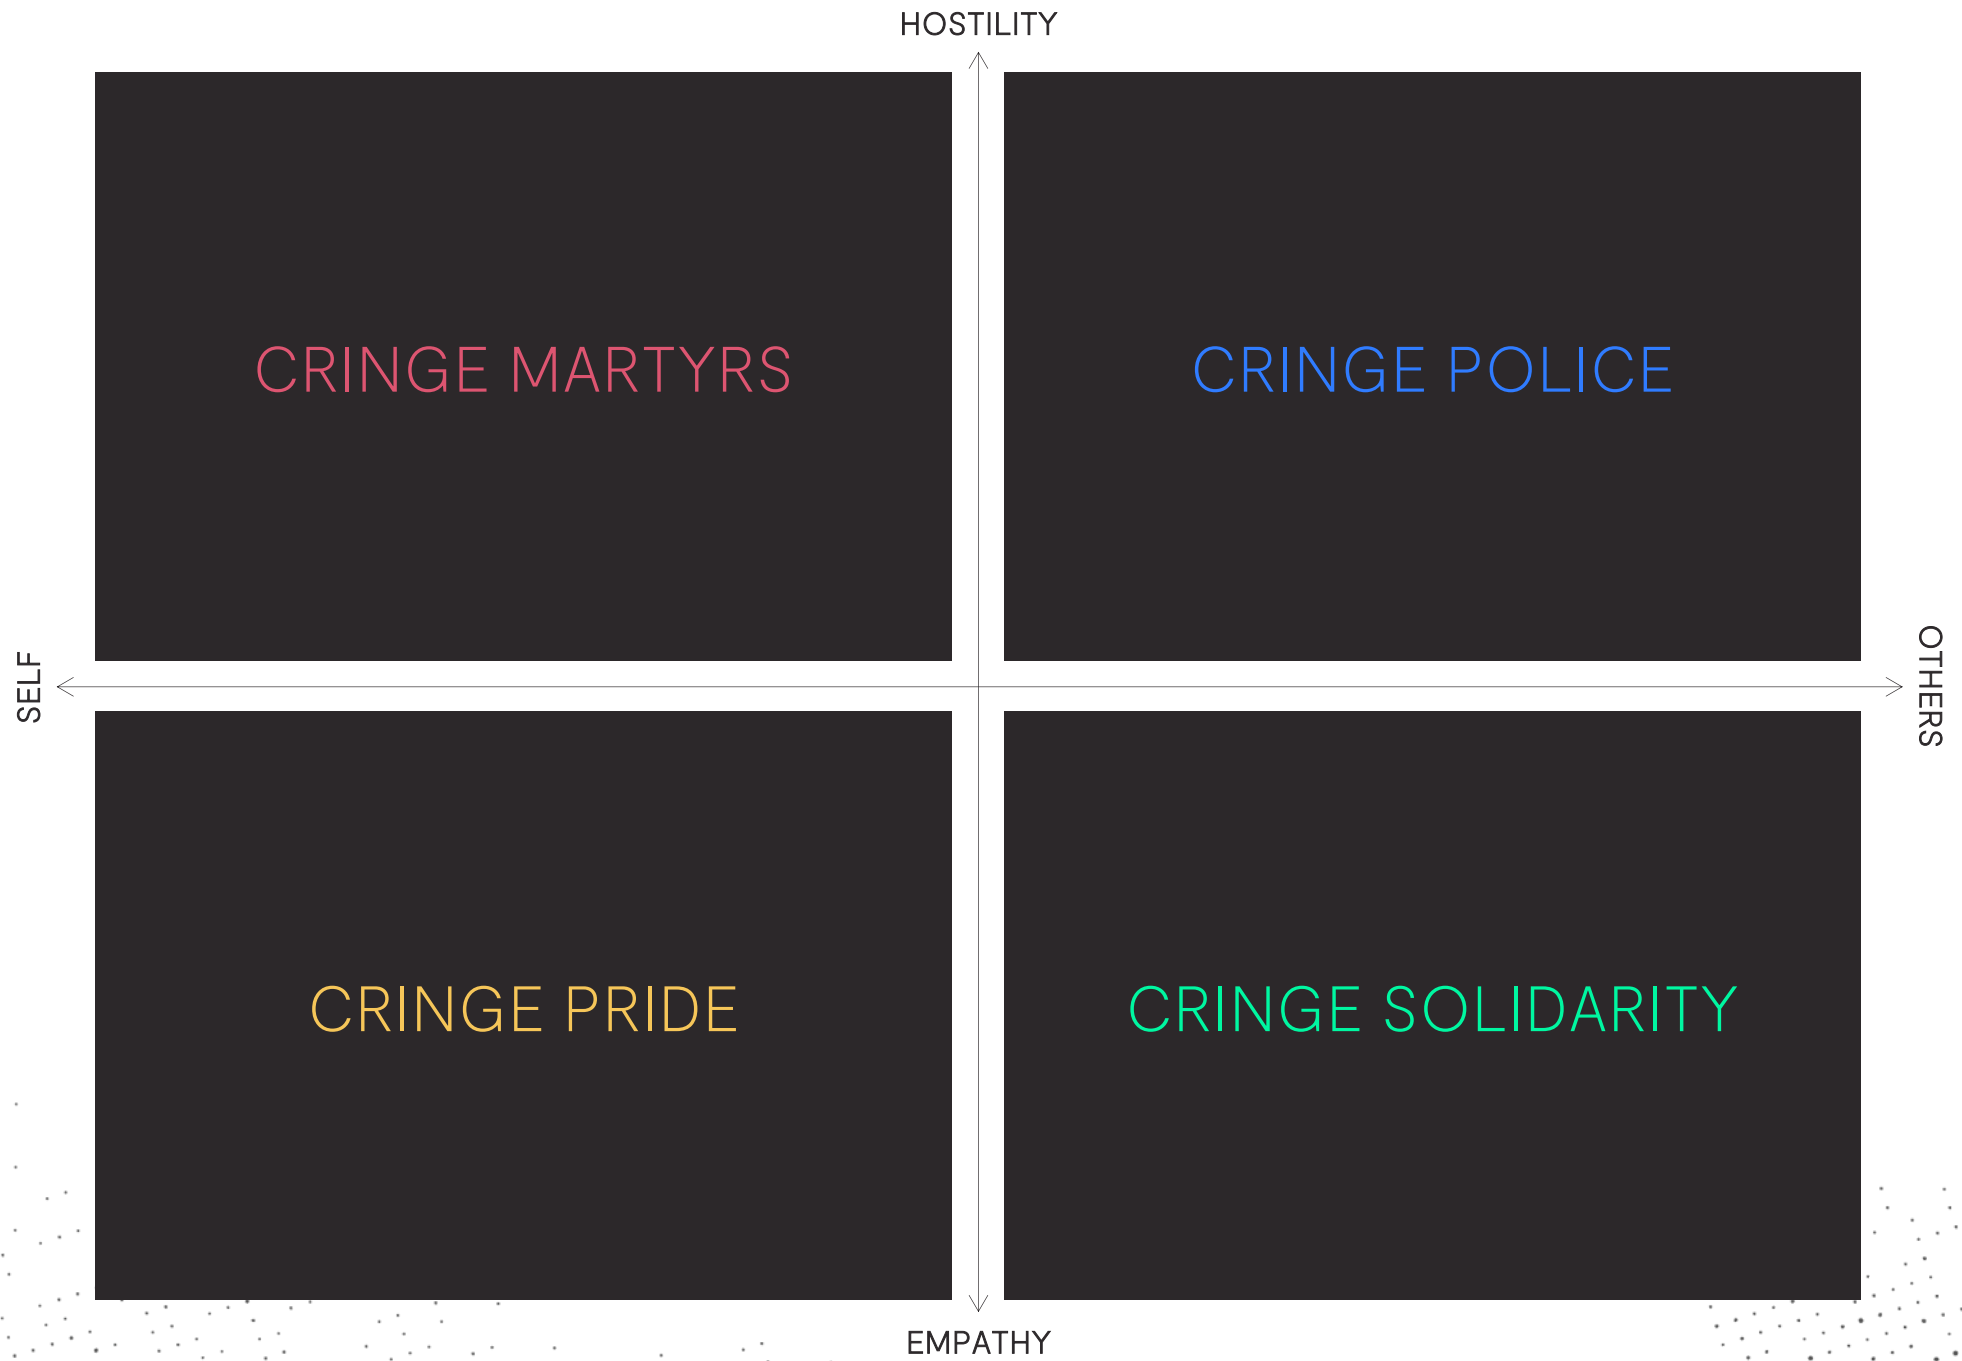 HOSTILITY
CRINGE MARTYRS
CRINGE POLICE
SELF
OTHERS
CRINGE PRIDE
CRINGE SOLIDARITY
EMPATHY